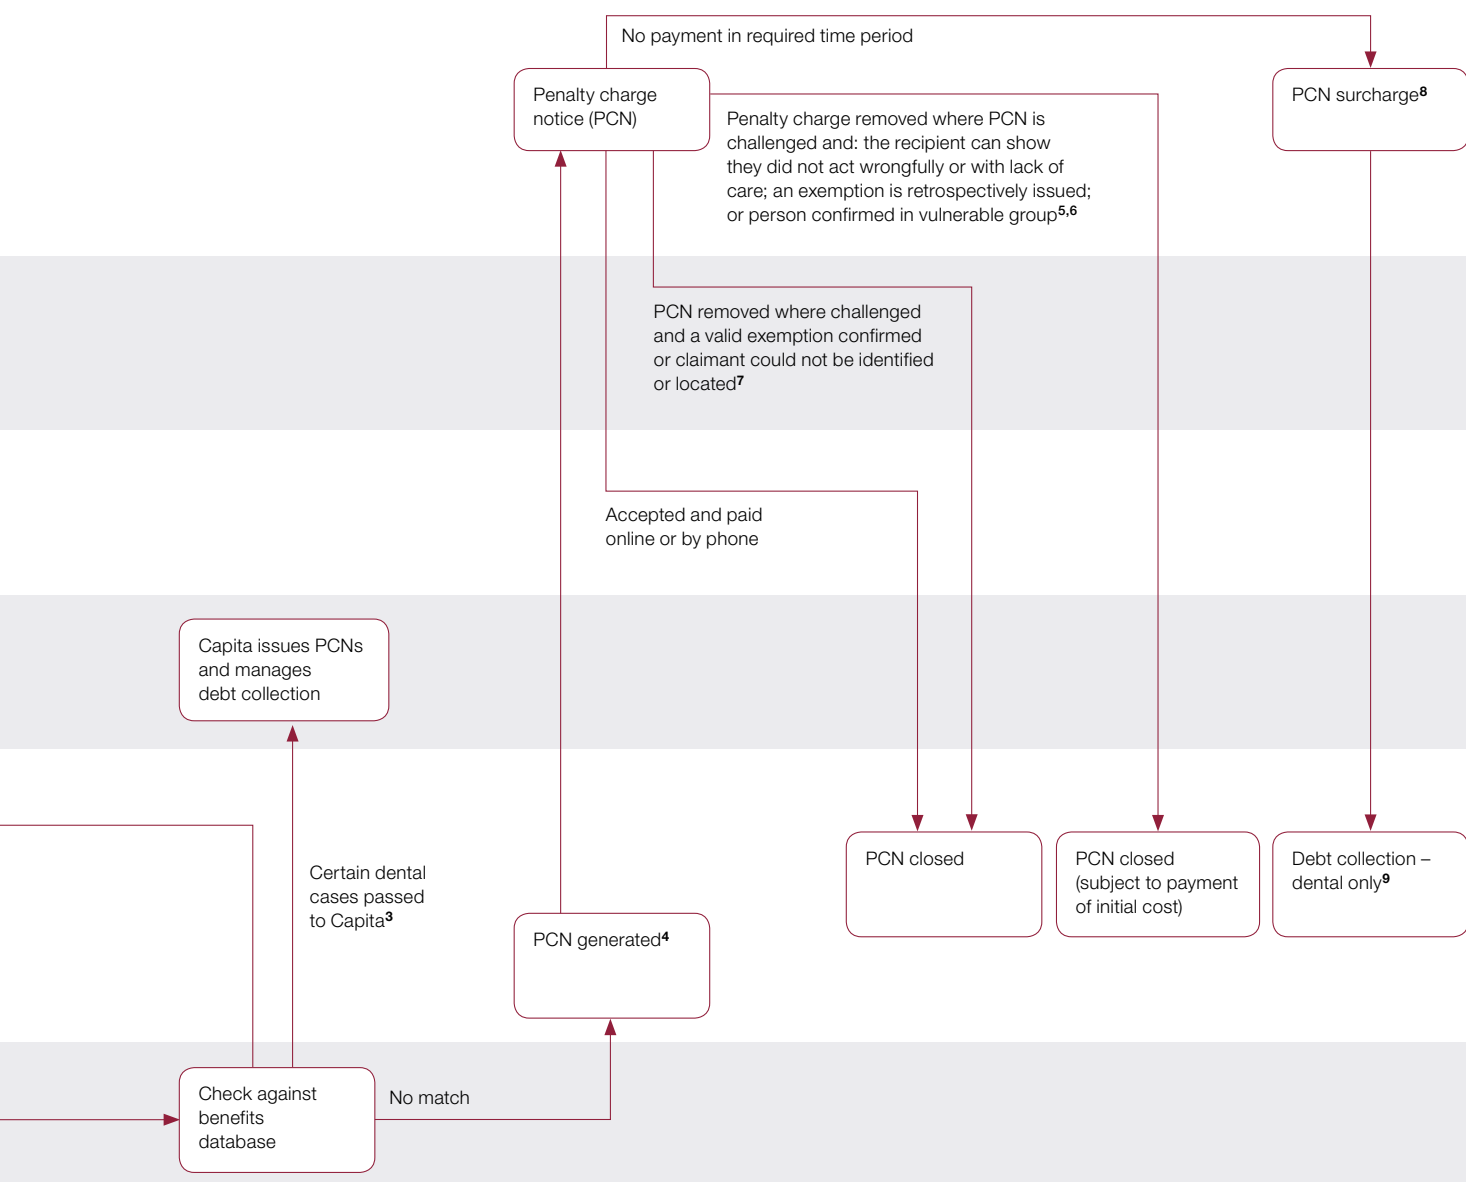 No payment in required time period
Penalty charge
notice (PCN)
PCN surcharge8
Penalty charge removed where PCN is
challenged and: the recipient can show
they did not act wrongfully or with lack of
care; an exemption is retrospectively issued;
or person confirmed in vulnerable group5,6
PCN removed where challenged
and a valid exemption confirmed
or claimant could not be identified
or located7
Accepted and paid
online or by phone
Capita issues PCNs
and manages
debt collection
Certain dental
cases passed
to Capita3
PCN generated4
PCN closed
PCN closed
(subject to payment
of initial cost)
Debt collection –
dental only9
Check against
benefits
database
No match